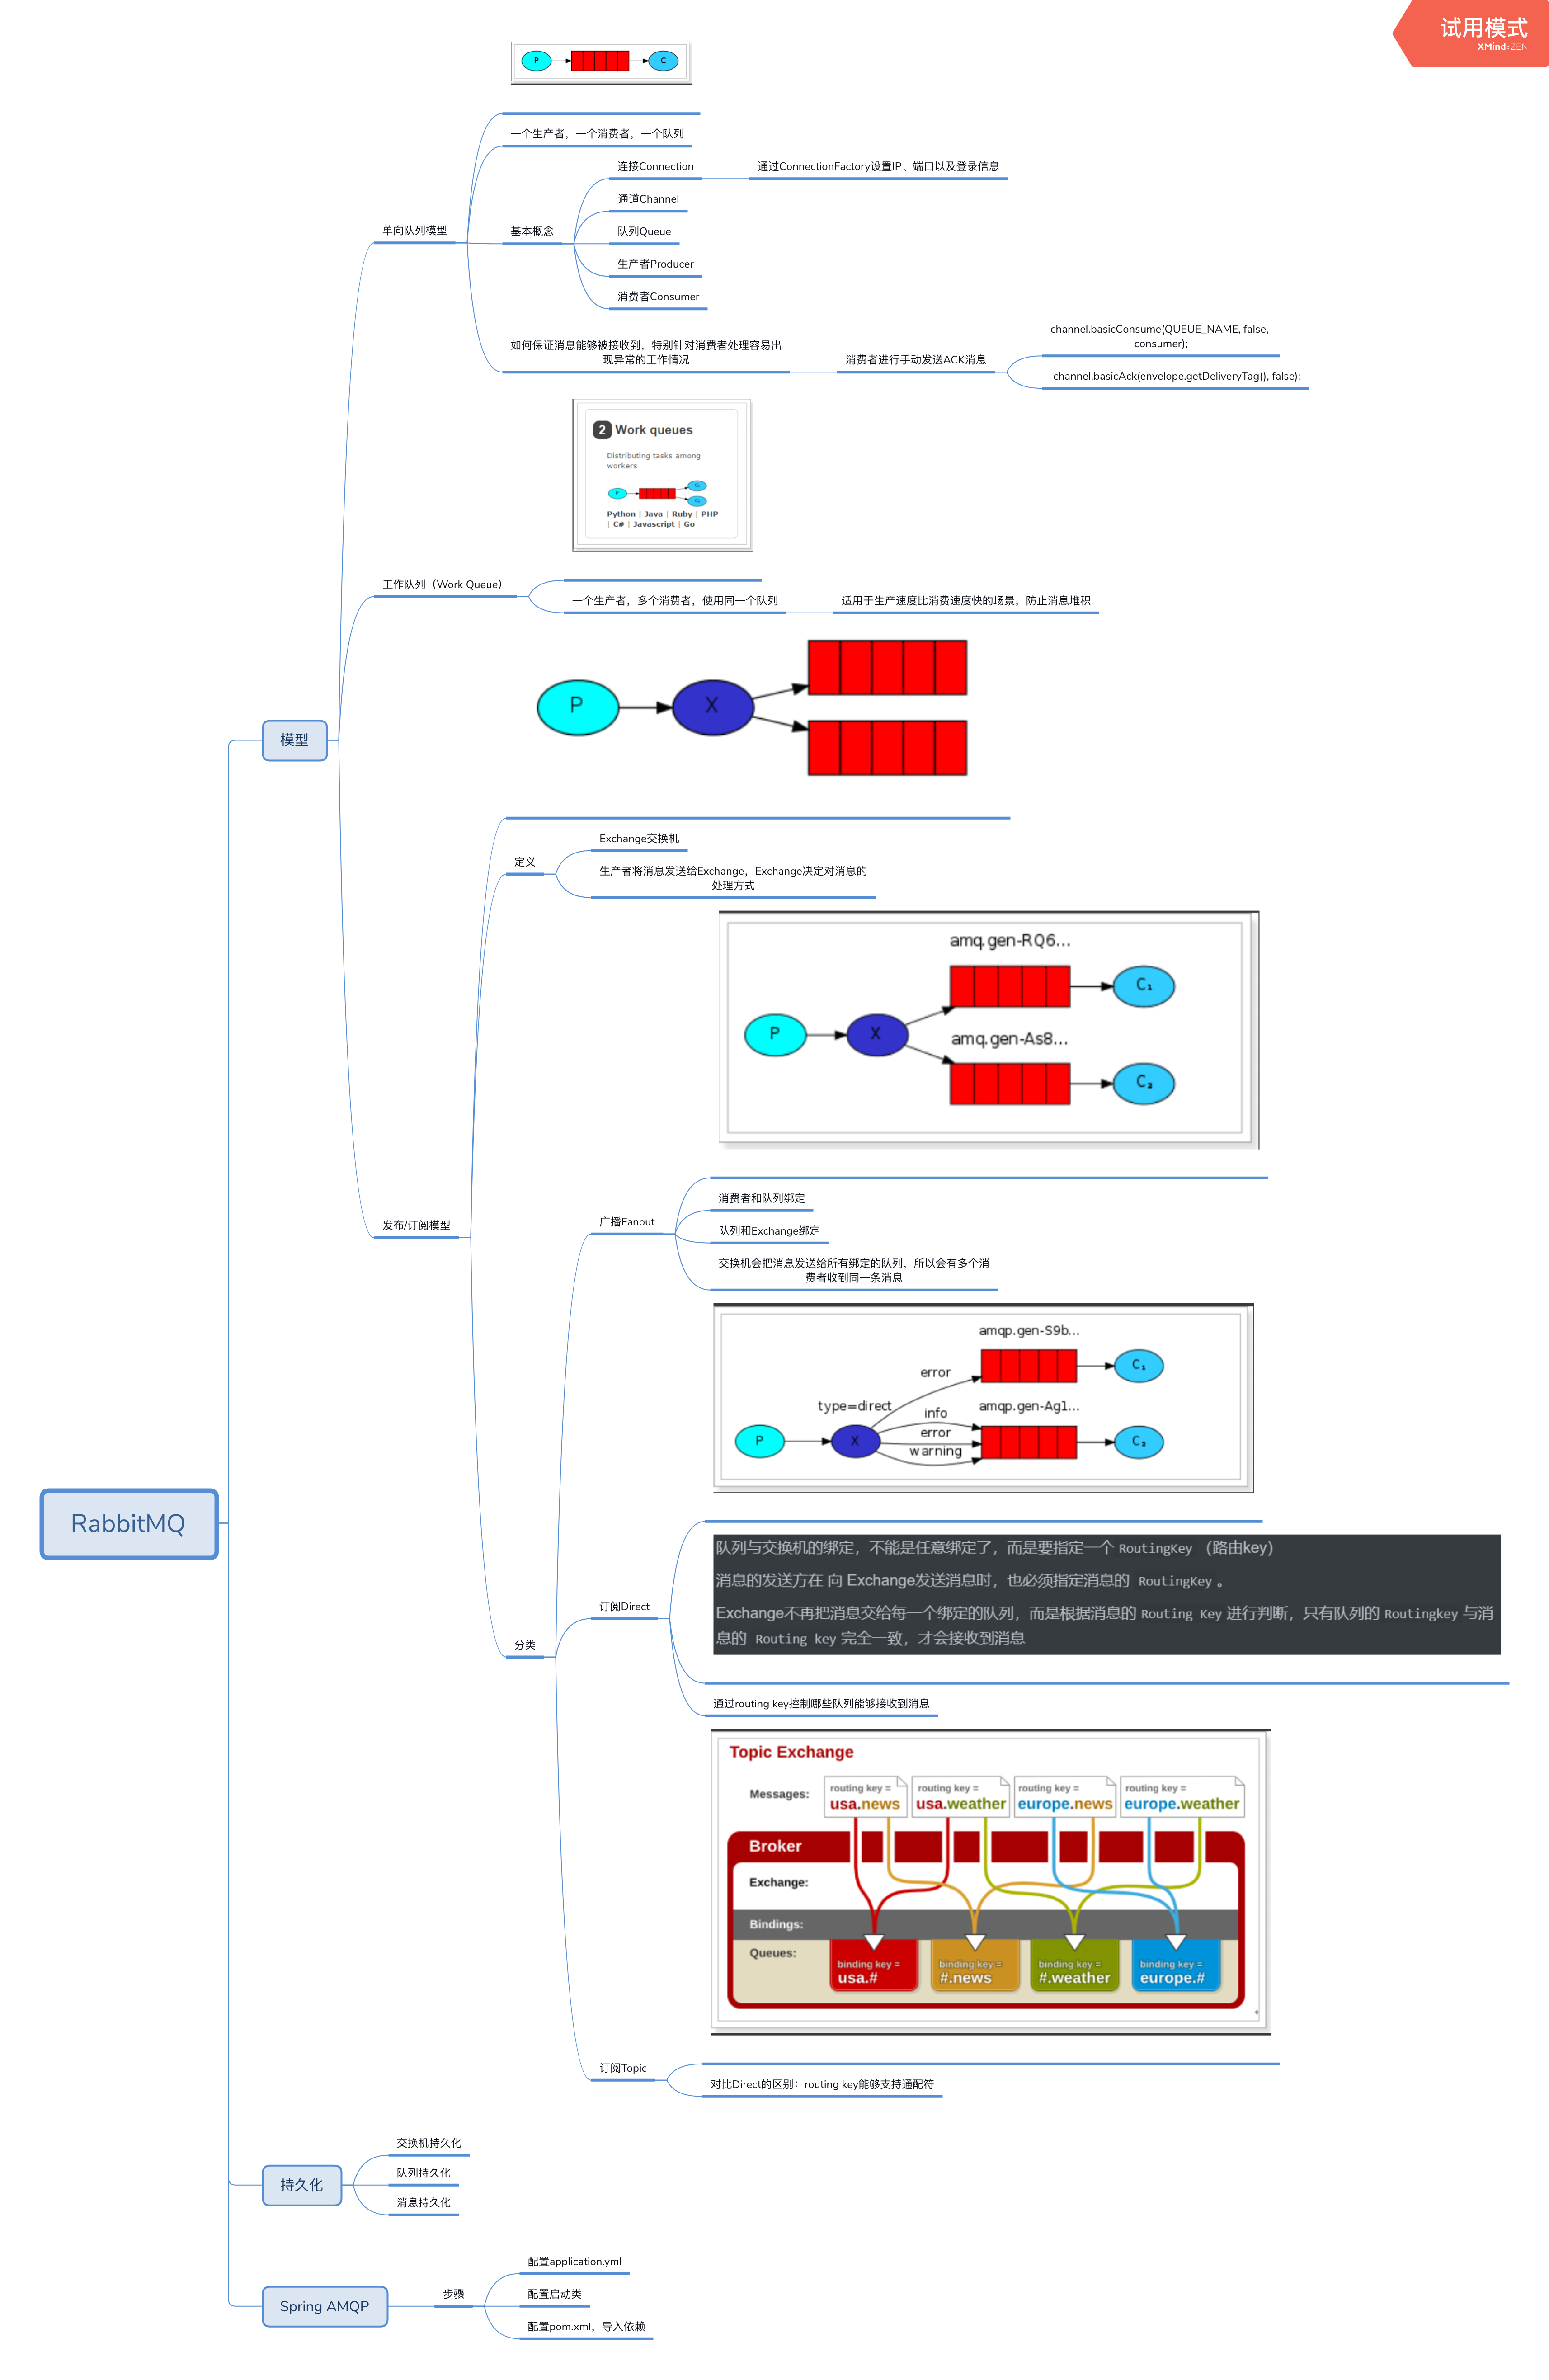 试用模式
XMind:ZEN
P
C
一个生产者，一个消费者，一个队列
连接Connection
通过ConnectionFactory设置IP、端口以及登录信息
通道Channel
单向队列模型
基本概念
队列Queue
生产者Producer
消费者Consumer
如何保证消息能够被接收到，特别针对消费者处理容易出
现异常的工作情况
消费者进行手动发送ACK消息
channel.basicConsume(QUEUE_NAME, false,
consumer);
channel.basicAck(envelope.getDeliveryTag(), false);
2 Work queues
Distributing tasks among
workers
P
C₁
C₂
Python | Java | Ruby | PHP
| C# | Javascript | Go
工作队列（Work Queue）
一个生产者，多个消费者，使用同一个队列
适用于生产速度比消费速度快的场景，防止消息堆积
P
X
模型
Exchange交换机
定义
生产者将消息发送给Exchange，Exchange决定对消息的
处理方式
amq.gen-RQ6...
C₁
P
X
amq.gen-As8...
C₂
消费者和队列绑定
发布/订阅模型
广播Fanout
队列和Exchange绑定
交换机会把消息发送给所有绑定的队列，所以会有多个消
费者收到同一条消息
amqp.gen-S9b...
C₁
error
type=direct
info
amqp.gen-Ag1...
P
X
error
C₂
warning
RabbitMQ
队列与交换机的绑定，不能是任意绑定了，而是要指定一个 RoutingKey （路由key）
消息的发送方在 向 Exchange发送消息时，也必须指定消息的 RoutingKey 。
订阅Direct
Exchange不再把消息交给每一个绑定的队列，而是根据消息的 Routing Key 进行判断，只有队列的 Routingkey 与消
息的 Routing key 完全一致，才会接收到消息
分类
通过routing key控制哪些队列能够接收到消息
Topic Exchange
Messages:
routing key =
usa.news
routing key =
usa.weather
routing key =
europe.news
routing key =
europe.weather
Broker
Exchange:
Bindings:
Queues:
binding key =
usa.#
binding key =
#.news
binding key =
#.weather
binding key =
europe.#
订阅Topic
对比Direct的区别：routing key能够支持通配符
交换机持久化
持久化
队列持久化
消息持久化
配置application.yml
Spring AMQP
步骤
配置启动类
配置pom.xml，导入依赖